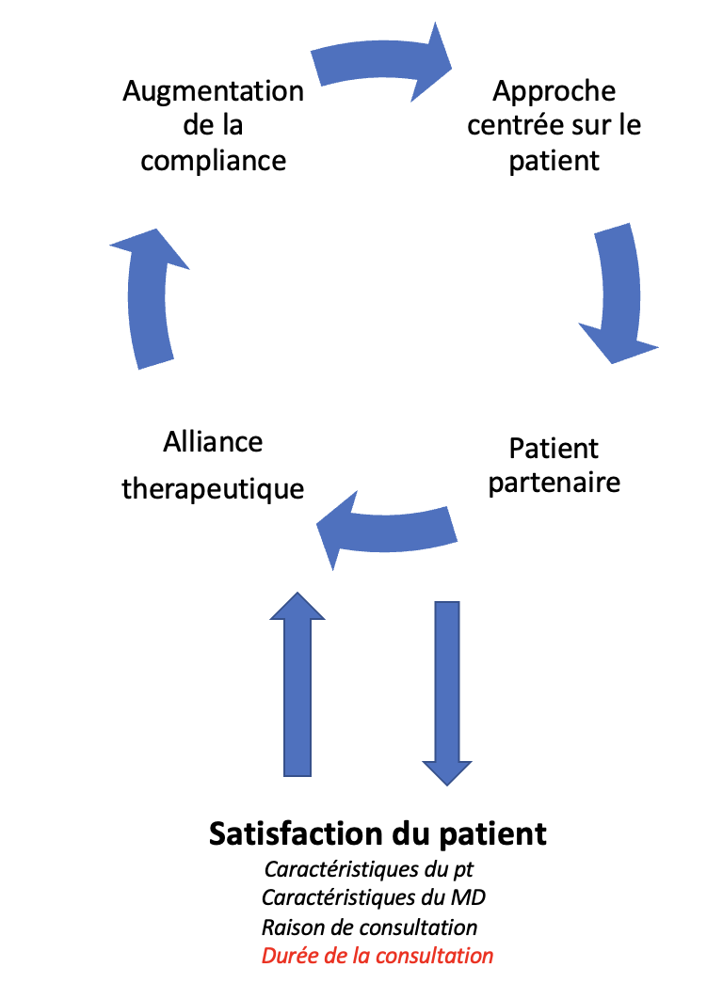 Augmentation
de la
compliance
Approche
centrée sur le
patient
Alliance
therapeutique
Patient
partenaire
Satisfaction du patient
Caractéristiques du pt
Caractéristiques du MD
Raison de consultation
Durée de la consultation